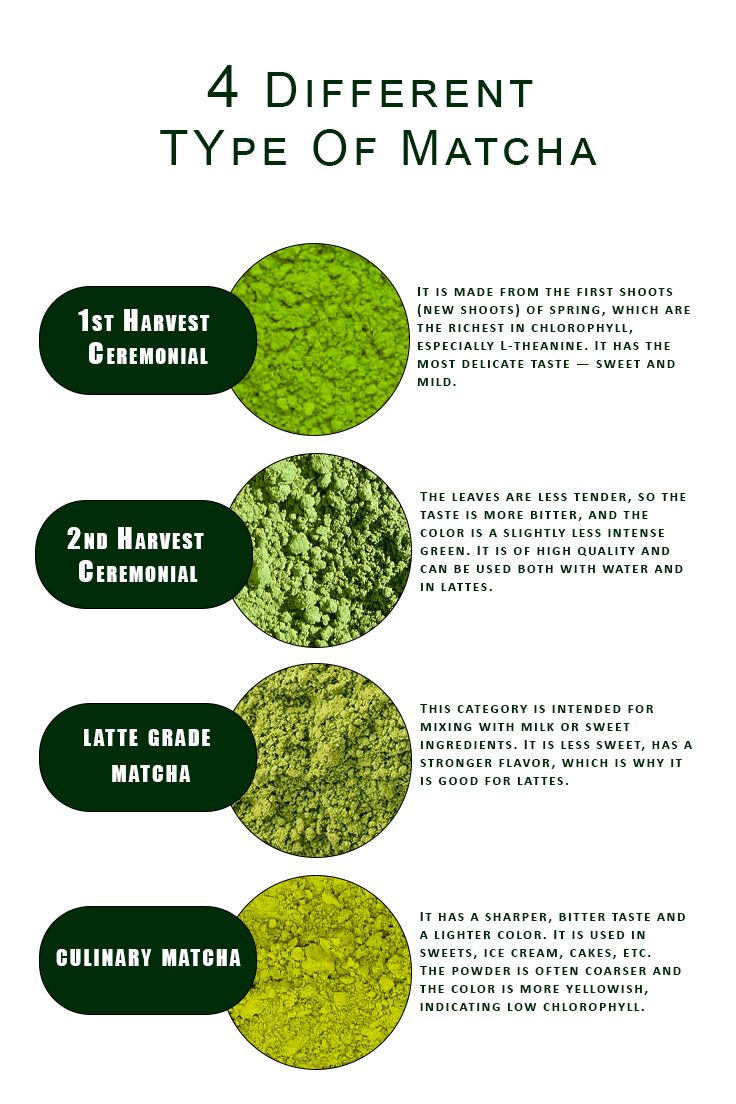 4 Different
TYpe Of Matcha
1st Harvest
Ceremonial
It is made from the first shoots
(new shoots) of spring, which are
the richest in chlorophyll,
especially L-theanine. It has the
most delicate taste — sweet and
mild.
2nd Harvest
Ceremonial
The leaves are less tender, so the
taste is more bitter, and the
color is a slightly less intense
green. It is of high quality and
can be used both with water and
in lattes.
latte grade
matcha
This category is intended for
mixing with milk or sweet
ingredients. It is less sweet, has a
stronger flavor, which is why it
is good for lattes.
culinary matcha
It has a sharper, bitter taste and
a lighter color. It is used in
sweets, ice cream, cakes, etc.
The powder is often coarser and
the color is more yellowish,
indicating low chlorophyll.